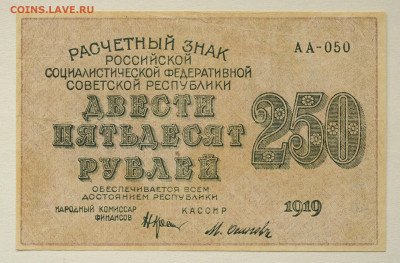 COINS.LAVE.RU
РАСЧЕТНЫЙ ЗНАК
РОССИЙСКОЙ
СОЦИАЛИСТИЧЕСКОЙ ФЕДЕРАТИВНОЙ
СОВЕТСКОЙ РЕСПУБЛИКИ
АА-050
ДВЕСТИ
ПЯТЬДЕСЯТ
РУБЛЕЙ
250
ОБЕСПЕЧИВАЕТСЯ ВСЕМ
ДОСТОЯНИЕМ РЕСПУБЛИКИ
НАРОДНЫЙ КОМИССАР
ФИНАНСОВ
КАССИР
1919